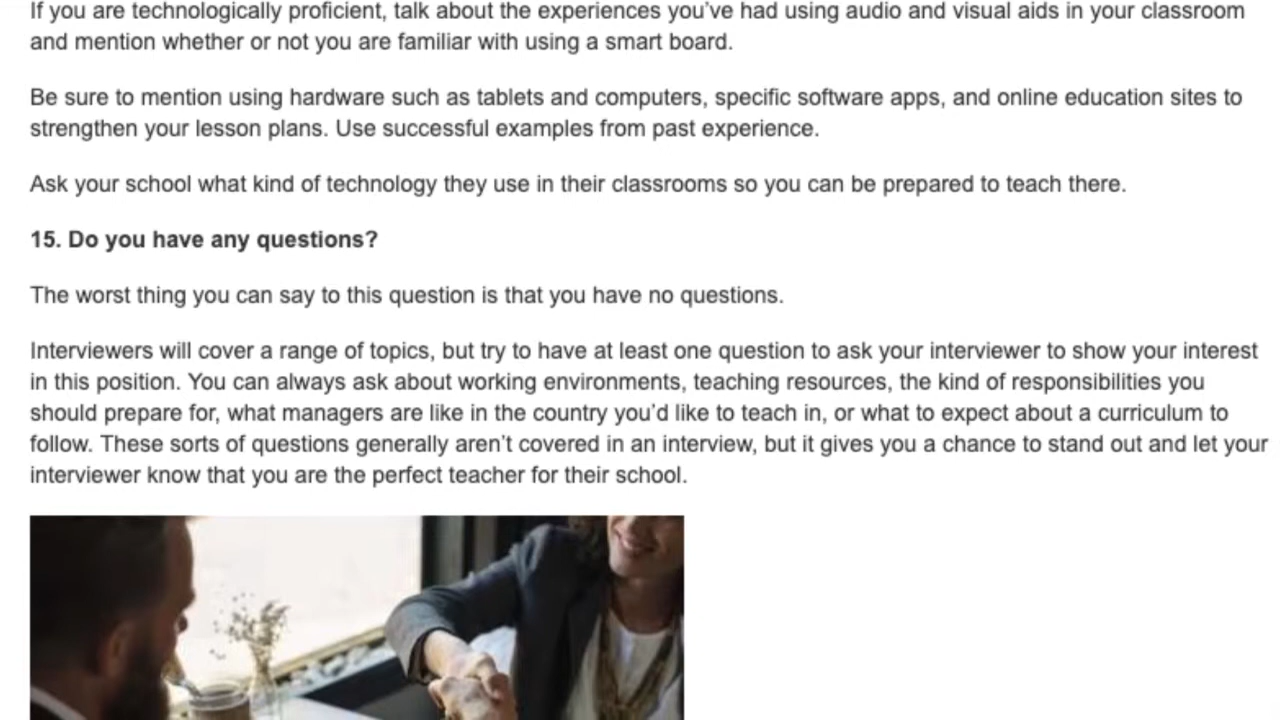 If you are technologically proficient, talk about the experiences you’ve had using audio and visual aids in your classroom
and mention whether or not you are familiar with using a smart board.
Be sure to mention using hardware such as tablets and computers, specific software apps, and online education sites to
strengthen your lesson plans. Use successful examples from past experience.
Ask your school what kind of technology they use in their classrooms so you can be prepared to teach there.
15. Do you have any questions?
The worst thing you can say to this question is that you have no questions.
Interviewers will cover a range of topics, but try to have at least one question to ask your interviewer to show your interest
in this position. You can always ask about working environments, teaching resources, the kind of responsibilities you
should prepare for, what managers are like in the country you’d like to teach in, or what to expect about a curriculum to
follow. These sorts of questions generally aren’t covered in an interview, but it gives you a chance to stand out and let your
interviewer know that you are the perfect teacher for their school.